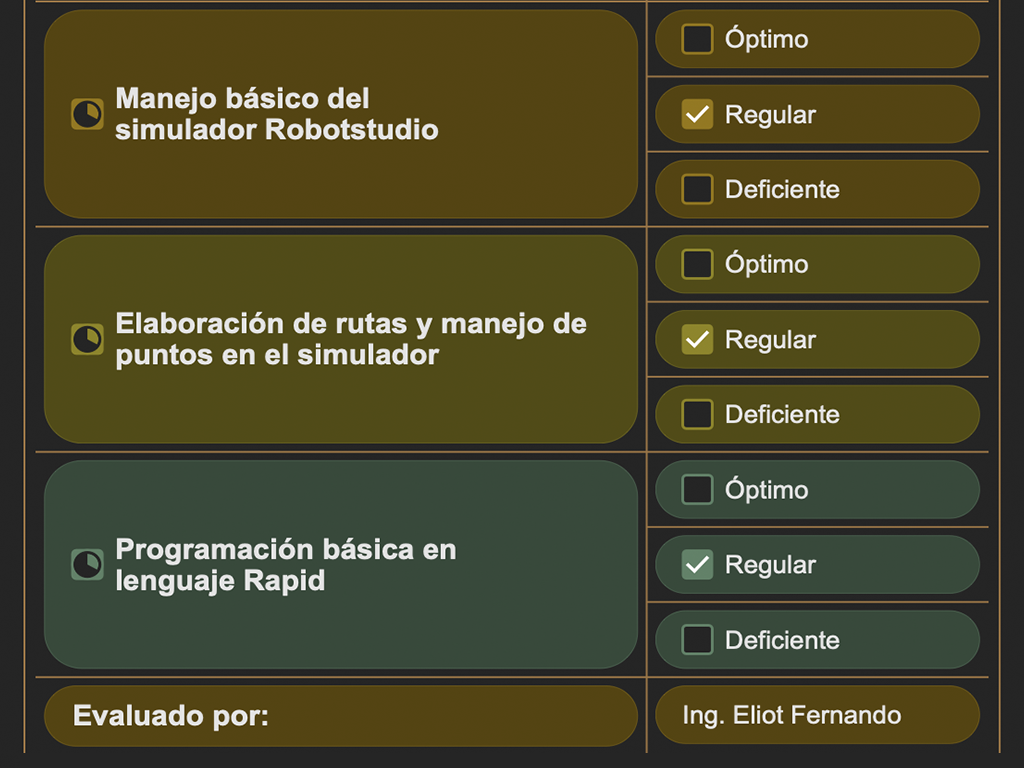 Manejo básico del
simulador Robotstudio
Óptimo
Regular
Deficiente
Elaboración de rutas y manejo de
puntos en el simulador
Óptimo
Regular
Deficiente
Programación básica en
lenguaje Rapid
Óptimo
Regular
Deficiente
Evaluado por:
Ing. Eliot Fernando